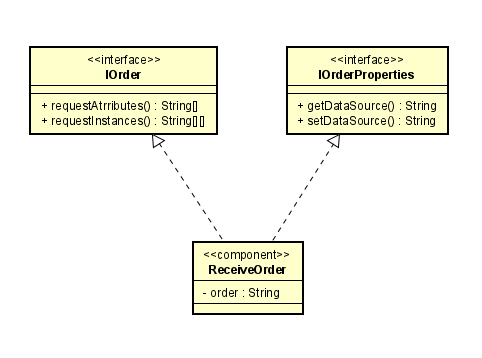 <<interface>>
IOrder
+ requestAtrributes() : String[]
+ requestInstances() : String[][]
<<interface>>
IOrderProperties
+ getDataSource() : String
+ setDataSource() : String
<<component>>
ReceiveOrder
- order : String